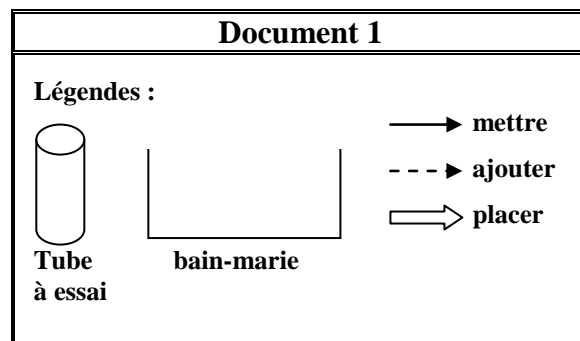 Document 1
Légendes :
mettre
ajouter
placer
Tube
à essai
bain-marie